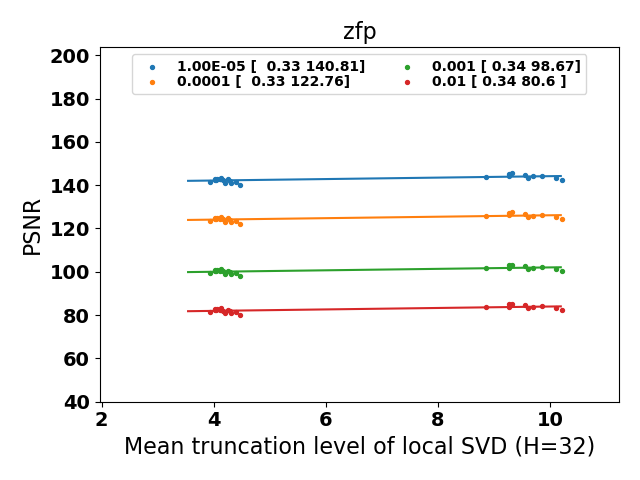 zfp
1.00E-05 [  0.33 140.81]
0.0001 [  0.33 122.76]
0.001 [ 0.34 98.67]
0.01 [ 0.34 80.6 ]
PSNR
200
180
160
140
120
100
80
60
40
2 4 6 8 10
Mean truncation level of local SVD (H=32)